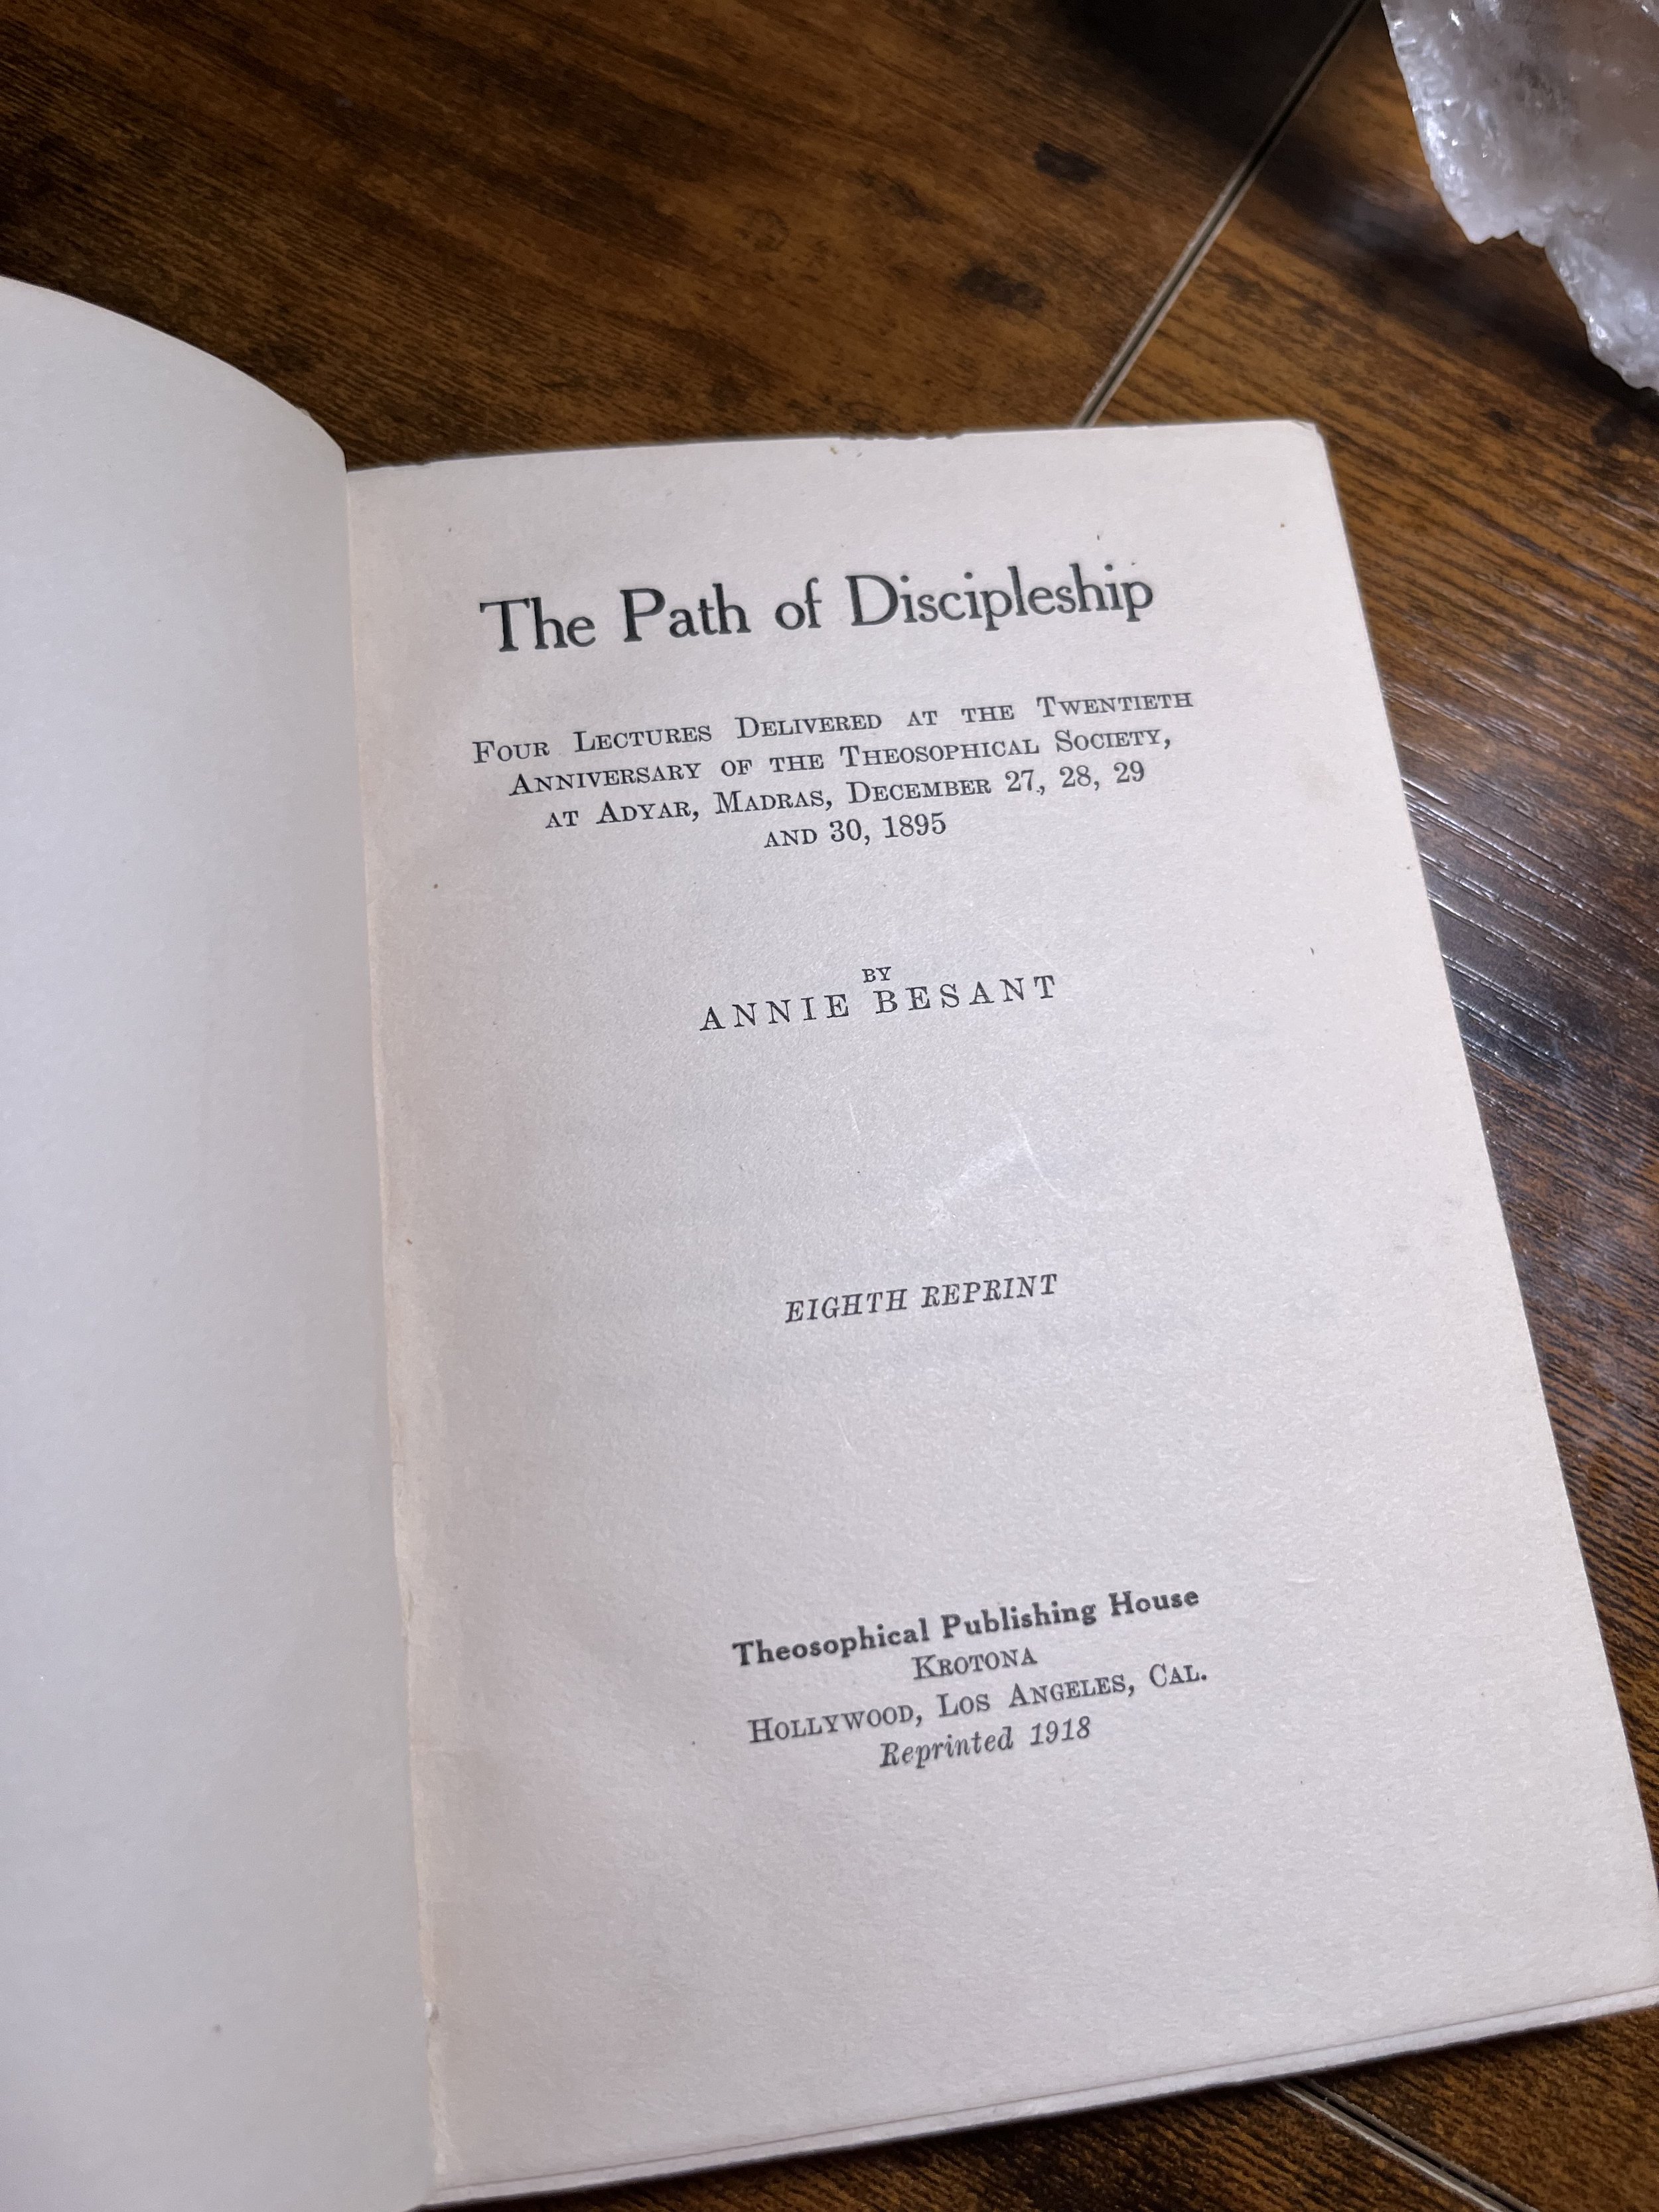 The Path of Discipleship
Four Lectures Delivered at the Twentieth
Anniversary of the Theosophical Society,
at Adyar, Madras, December 27, 28, 29
and 30, 1895
BY
ANNIE BESANT
EIGHTH REPRINT
Theosophical Publishing House
Krotona
Hollywood, Los Angeles, Cal.
Reprinted 1918